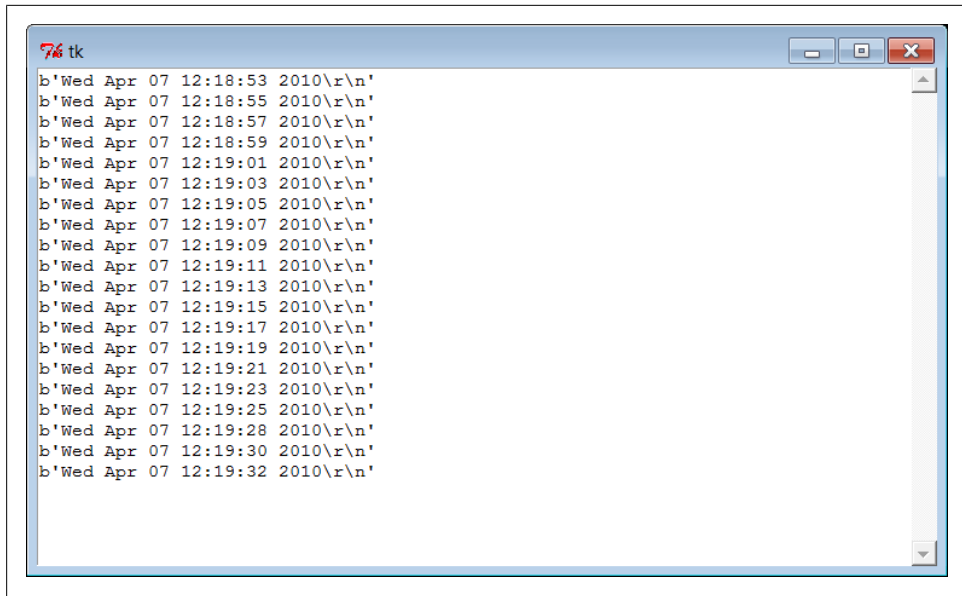 tk
b'Wed Apr 07 12:18:53 2010\r\n'
b'Wed Apr 07 12:18:55 2010\r\n'
b'Wed Apr 07 12:18:57 2010\r\n'
b'Wed Apr 07 12:18:59 2010\r\n'
b'Wed Apr 07 12:19:01 2010\r\n'
b'Wed Apr 07 12:19:03 2010\r\n'
b'Wed Apr 07 12:19:05 2010\r\n'
b'Wed Apr 07 12:19:07 2010\r\n'
b'Wed Apr 07 12:19:09 2010\r\n'
b'Wed Apr 07 12:19:11 2010\r\n'
b'Wed Apr 07 12:19:13 2010\r\n'
b'Wed Apr 07 12:19:15 2010\r\n'
b'Wed Apr 07 12:19:17 2010\r\n'
b'Wed Apr 07 12:19:19 2010\r\n'
b'Wed Apr 07 12:19:21 2010\r\n'
b'Wed Apr 07 12:19:23 2010\r\n'
b'Wed Apr 07 12:19:25 2010\r\n'
b'Wed Apr 07 12:19:28 2010\r\n'
b'Wed Apr 07 12:19:30 2010\r\n'
b'Wed Apr 07 12:19:32 2010\r\n'